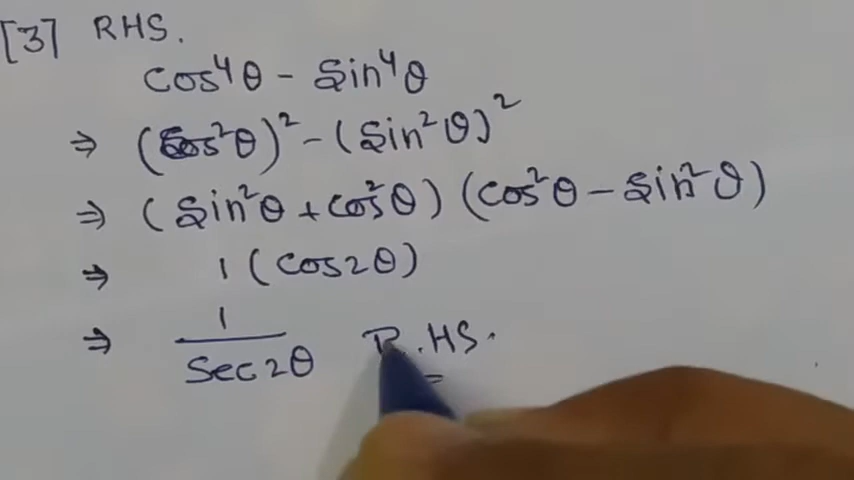 [3] RHS.
cos⁴θ - sin⁴θ
⇒ (cos²θ)² - (sin²θ)²
⇒ (sin²θ + cos²θ) (cos²θ - sin²θ)
⇒ 1 (cos2θ)
⇒ 1/sec2θ R.HS.